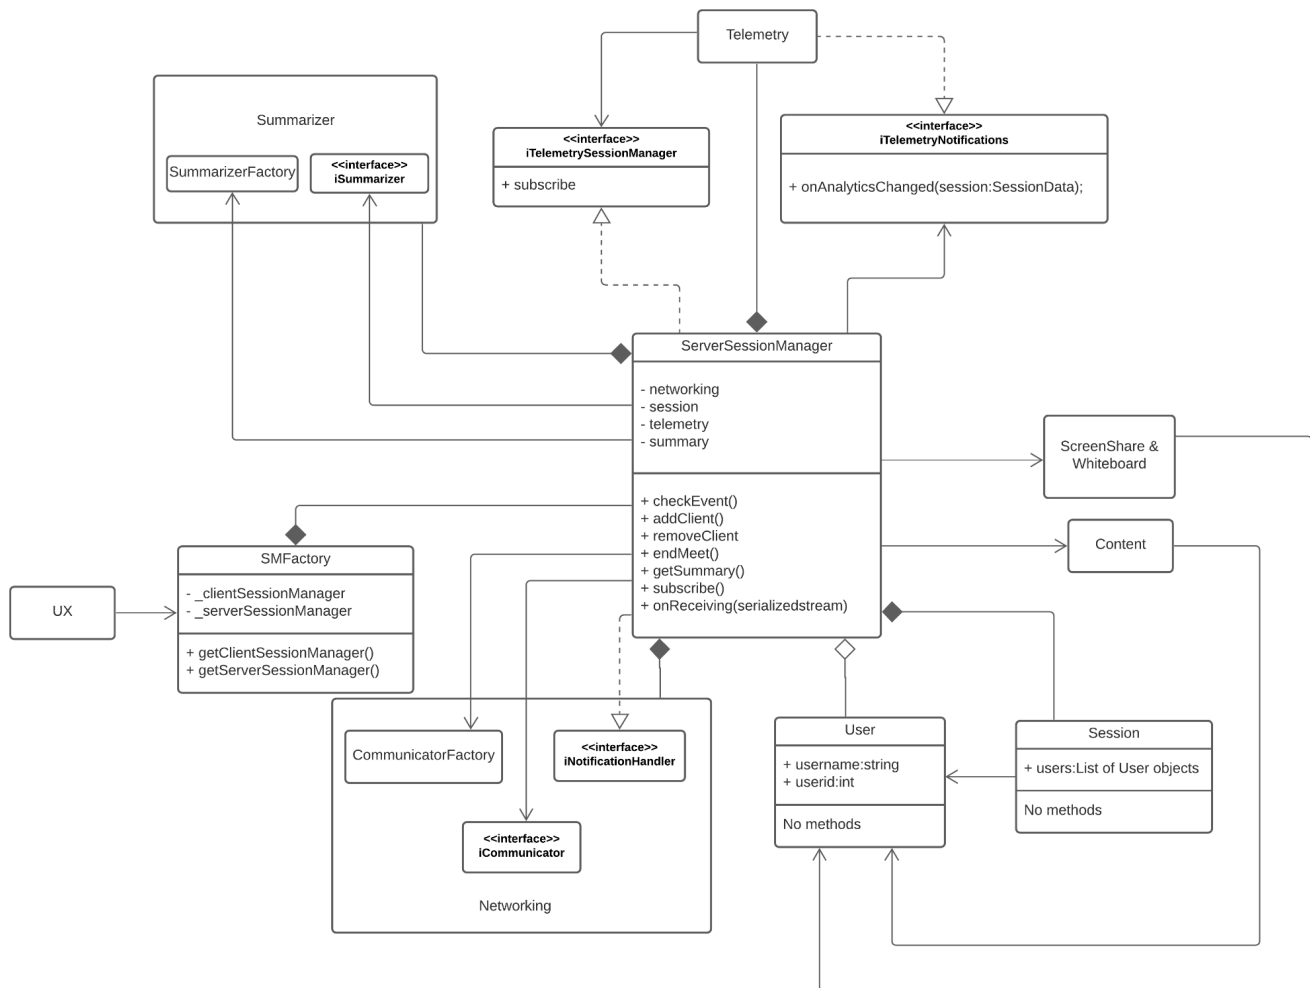 Telemetry
Summarizer
SummarizerFactory
<<interface>>
iSummarizer
<<interface>>
iTelemetrySessionManager
+ subscribe
<<interface>>
iTelemetryNotifications
+ onAnalyticsChanged(session:SessionData);
ServerSessionManager
- networking
- session
- telemetry
- summary
+ checkEvent()
+ addClient()
+ removeClient
+ endMeet()
+ getSummary()
+ subscribe()
+ onReceiving(serializedstream)
ScreenShare &
Whiteboard
Content
UX
SMFactory
- _clientSessionManager
- _serverSessionManager
+ getClientSessionManager()
+ getServerSessionManager()
CommunicatorFactory
<<interface>>
iNotificationHandler
<<interface>>
iCommunicator
Networking
User
+ username:string
+ userid:int
No methods
Session
+ users:List of User objects
No methods